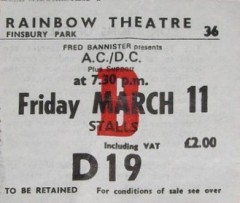 RAINBOW THEATRE
FINSBURY PARK 36
FRED BANNISTER presents
A.C./D.C.
Plus Support
at 7.30 p.m.
Friday MARCH 11
B
STALLS
Including VAT £2.00
D 19
TO BE RETAINED For conditions of sale see over